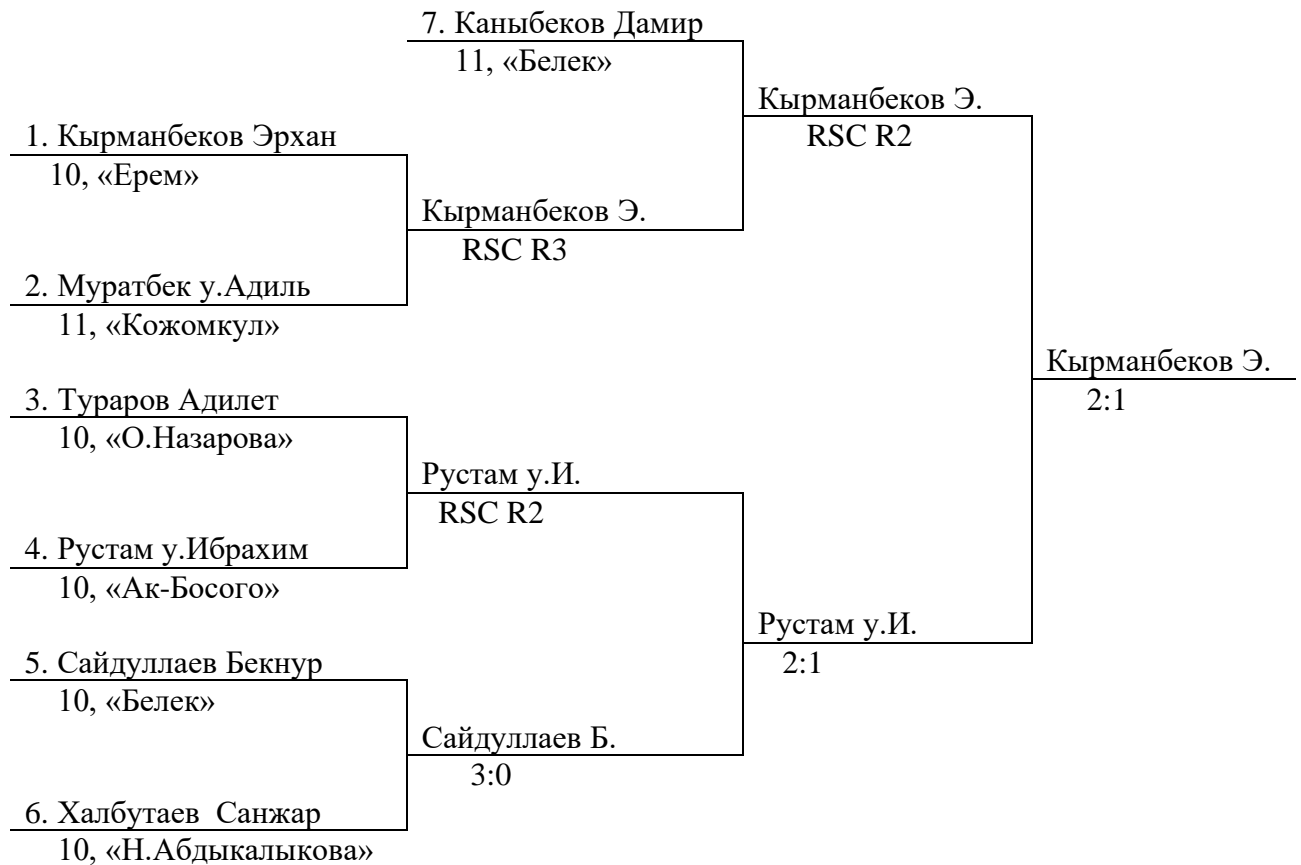 7. Каныбеков Дамир
11, «Белек»
Кырманбеков Э.
RSC R2
1. Кырманбеков Эрхан
10, «Ерем»
Кырманбеков Э.
RSC R3
2. Муратбек у.Адиль
11, «Кожомкул»
Кырманбеков Э.
2:1
3. Тураров Адилет
10, «О.Назарова»
Рустам у.И.
RSC R2
4. Рустам у.Ибрахим
10, «Ак-Босого»
Рустам у.И.
2:1
5. Сайдуллаев Бекнур
10, «Белек»
Сайдуллаев Б.
3:0
6. Халбутаев  Санжар
10, «Н.Абдыкалыкова»